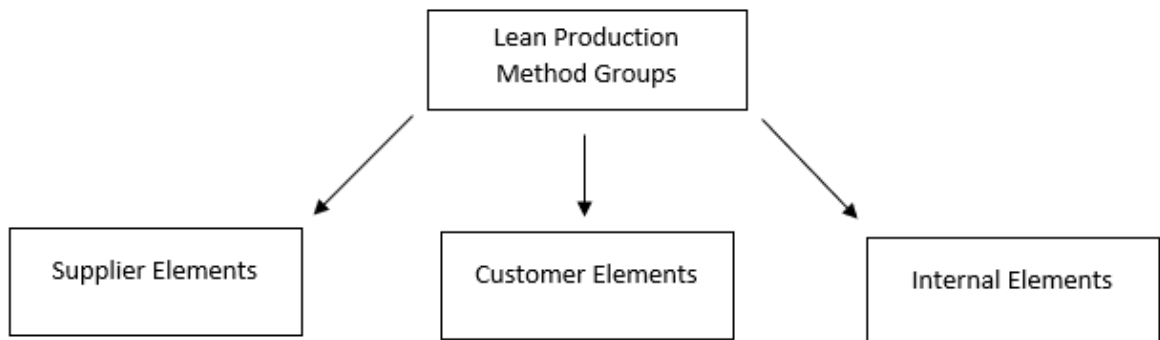 Lean Production
Method Groups
Supplier Elements
Customer Elements
Internal Elements